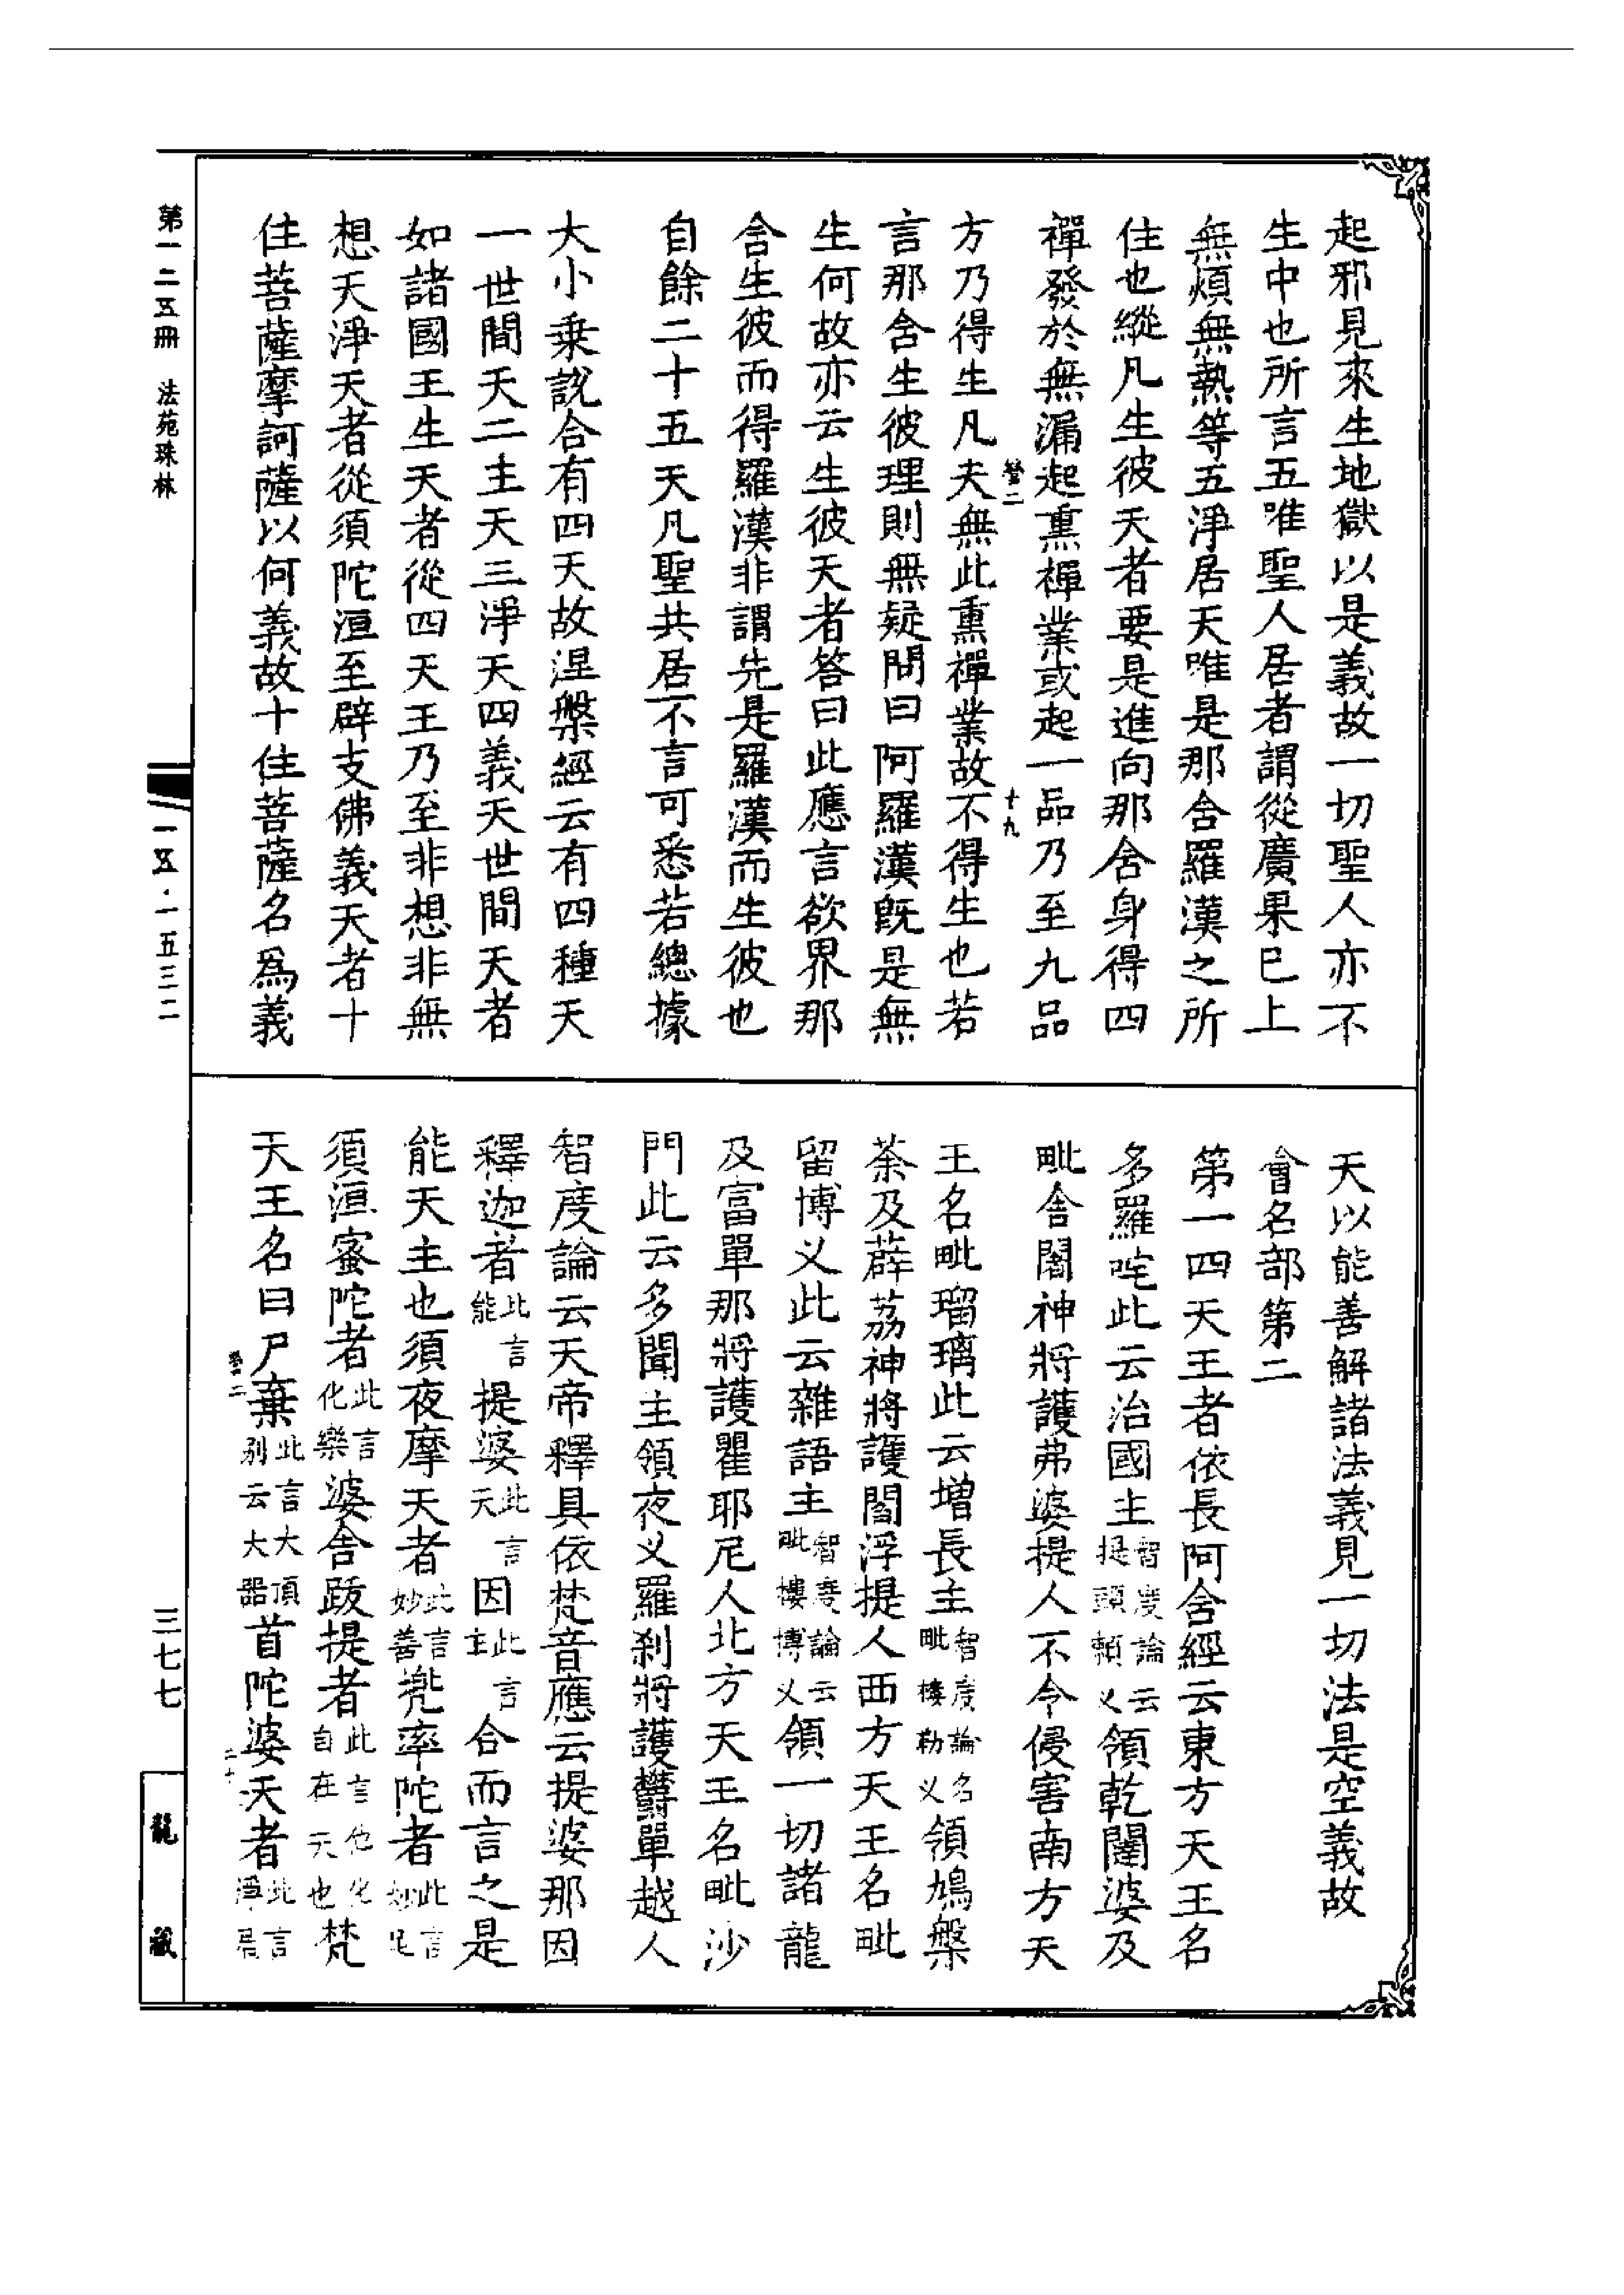 起邪見來生地獄以是義故一切聖人亦不
生中也所言五唯聖人居者謂從廣果已上
無煩無熱等五淨居天唯是那含羅漢之所
住也縱凡生彼天者要是進向那含身得四
禪發於無漏起熏禪業或起一品乃至九品
方乃得生凡夫無此熏禪業故不得生也若
言那含生彼理則無疑問曰阿羅漢旣是無
生何故亦云生彼天者答曰此應言欲界那
含生彼而得羅漢非謂先是羅漢而生彼也
自餘二十五天凡聖共居不言可悉若總據
大小乗說合有四天故涅槃經云有四種天
一世間天二主天三淨天四義天世間天者
如諸國王生天者從四天王乃至非想非無
想天淨天者從須陀洹至辟支佛義天者十
住菩薩摩訶薩以何義故十住菩薩名爲義
營二
十九
天以能善解諸法義見一切法是空義故
會名部第二
第一四天王者依長阿含經云東方天王名
多羅咤此云治國主智度論云提頭賴义領乾闥婆及
毗舍闍神將護弗婆提人不令侵害南方天
王名毗瑠璃此云增長主智度論名毗樓勒义領鳩槃
荼及薜荔神將護閻浮提人西方天王名毗
留博义此云雜語主智度論云毗樓博义領一切諸龍
及富單那將護瞿耶尼人北方天王名毗沙
門此云多聞主領夜义羅刹將護欝單越人
智度論云天帝釋具依梵音應云提婆那因
釋迦者此言能提婆此言天因此言主合而言之是
能天主也須夜摩天者此言妙善兠率陀者此言妙足
須洹蜜陀者此言化樂婆舍跋提者此言他化自在天也梵
天王名曰尸棄此言大頂别云大器首陀婆天者此言淨居
營二
二十
第一二五冊 法苑珠林
一五·一五三二
三七七
龍藏